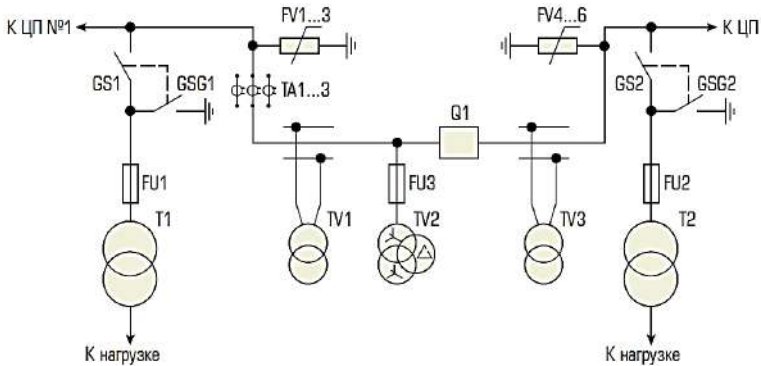 К ЦП №1
FV1...3
FV4...6
К ЦП
GS1
GSG1
TA1...3
Q1
GS2
GSG2
FU1
FU3
FU2
T1
TV1
TV2
TV3
T2
К нагрузке
К нагрузке